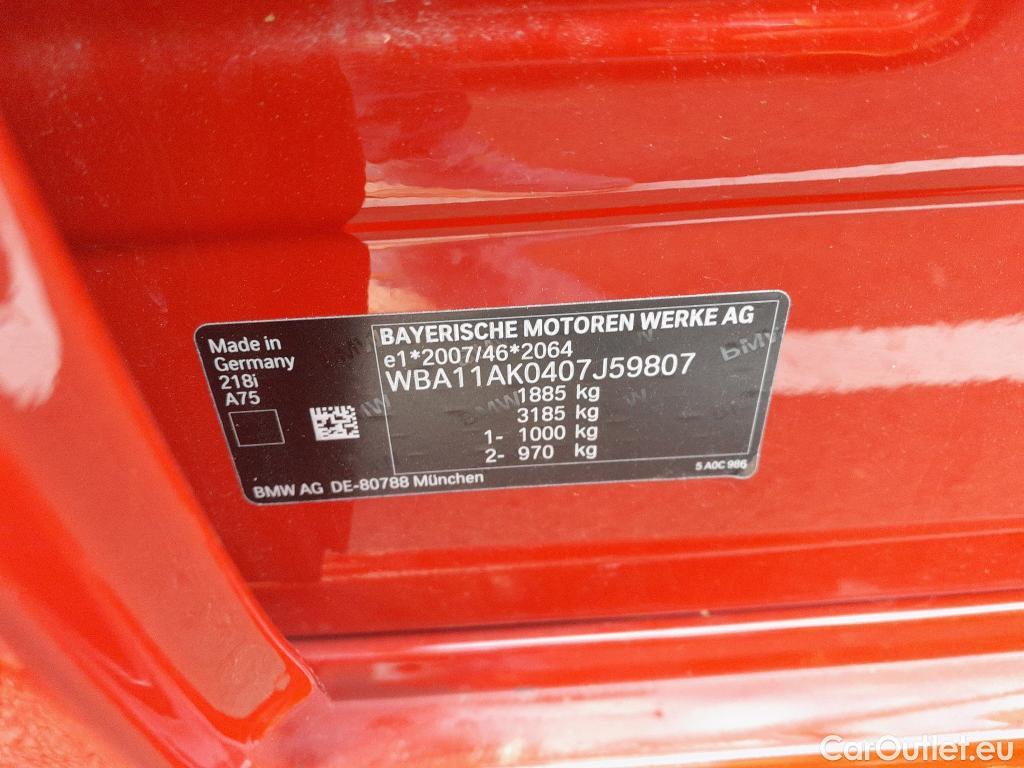 Made in
Germany
218i
A75
BAYERISCHE MOTOREN WERKE AG
e1*2007/46*2064
WBA11AK0407J59807
1885 kg
3185 kg
1- 1000 kg
2- 970 kg
5 A0C 986
BMW AG DE-80788 München
BMW
CarOutlet.eu